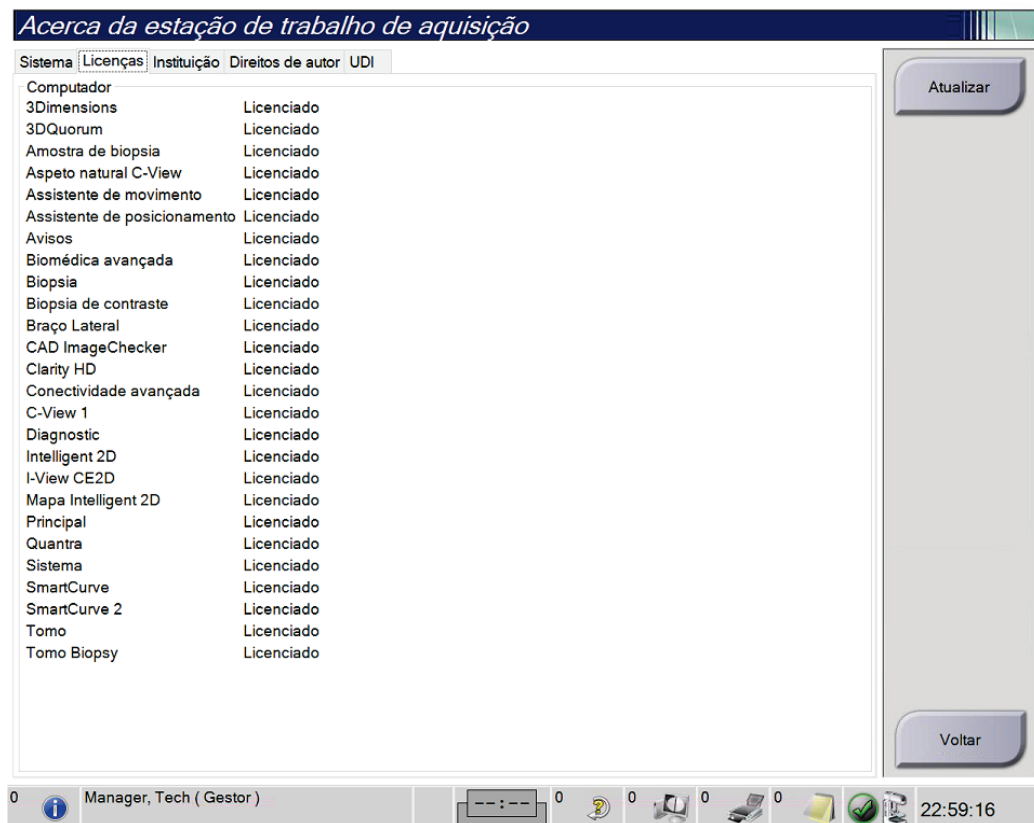 Acerca da estação de trabalho de aquisição
Sistema Licenças Instituição Direitos de autor UDI
Computador
3Dimensions Licenciado
3DQuorum Licenciado
Amostra de biopsia Licenciado
Aspeto natural C-View Licenciado
Assistente de movimento Licenciado
Assistente de posicionamento Licenciado
Avisos Licenciado
Biomédica avançada Licenciado
Biopsia Licenciado
Biopsia de contraste Licenciado
Braço Lateral Licenciado
CAD ImageChecker Licenciado
Clarity HD Licenciado
Conectividade avançada Licenciado
C-View 1 Licenciado
Diagnostic Licenciado
Intelligent 2D Licenciado
I-View CE2D Licenciado
Mapa Intelligent 2D Licenciado
Principal Licenciado
Quantra Licenciado
Sistema Licenciado
SmartCurve Licenciado
SmartCurve 2 Licenciado
Tomo Licenciado
Tomo Biopsy Licenciado
Atualizar
Voltar
0 Manager, Tech ( Gestor ) --:-- 0 0 0 0 22:59:16